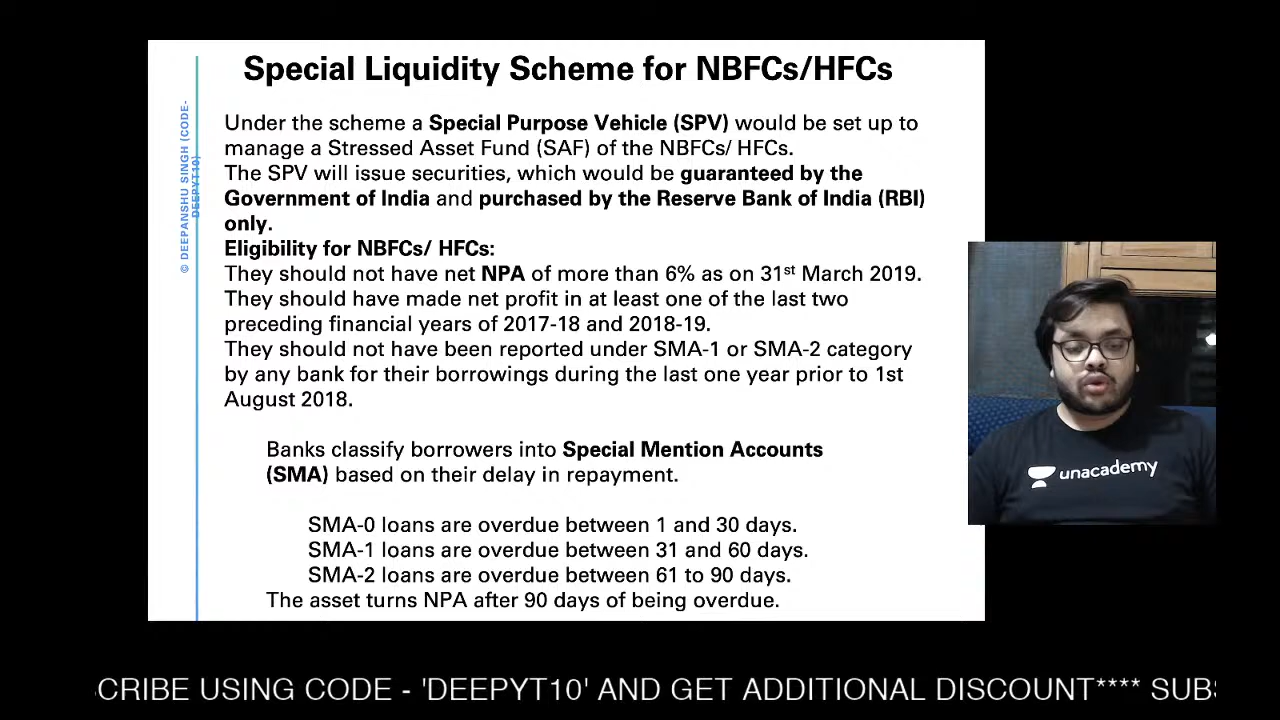 Special Liquidity Scheme for NBFCs/HFCs
© DEEPANSHU SINGH (CODE-
DEEPYT10)
Under the scheme a Special Purpose Vehicle (SPV) would be set up to
manage a Stressed Asset Fund (SAF) of the NBFCs/ HFCs.
The SPV will issue securities, which would be guaranteed by the
Government of India and purchased by the Reserve Bank of India (RBI)
only.
Eligibility for NBFCs/ HFCs:
They should not have net NPA of more than 6% as on 31st March 2019.
They should have made net profit in at least one of the last two
preceding financial years of 2017-18 and 2018-19.
They should not have been reported under SMA-1 or SMA-2 category
by any bank for their borrowings during the last one year prior to 1st
August 2018.
Banks classify borrowers into Special Mention Accounts
(SMA) based on their delay in repayment.
SMA-0 loans are overdue between 1 and 30 days.
SMA-1 loans are overdue between 31 and 60 days.
SMA-2 loans are overdue between 61 to 90 days.
The asset turns NPA after 90 days of being overdue.
unacademy
CRIBE USING CODE - 'DEEPYT10' AND GET ADDITIONAL DISCOUNT**** SUBS